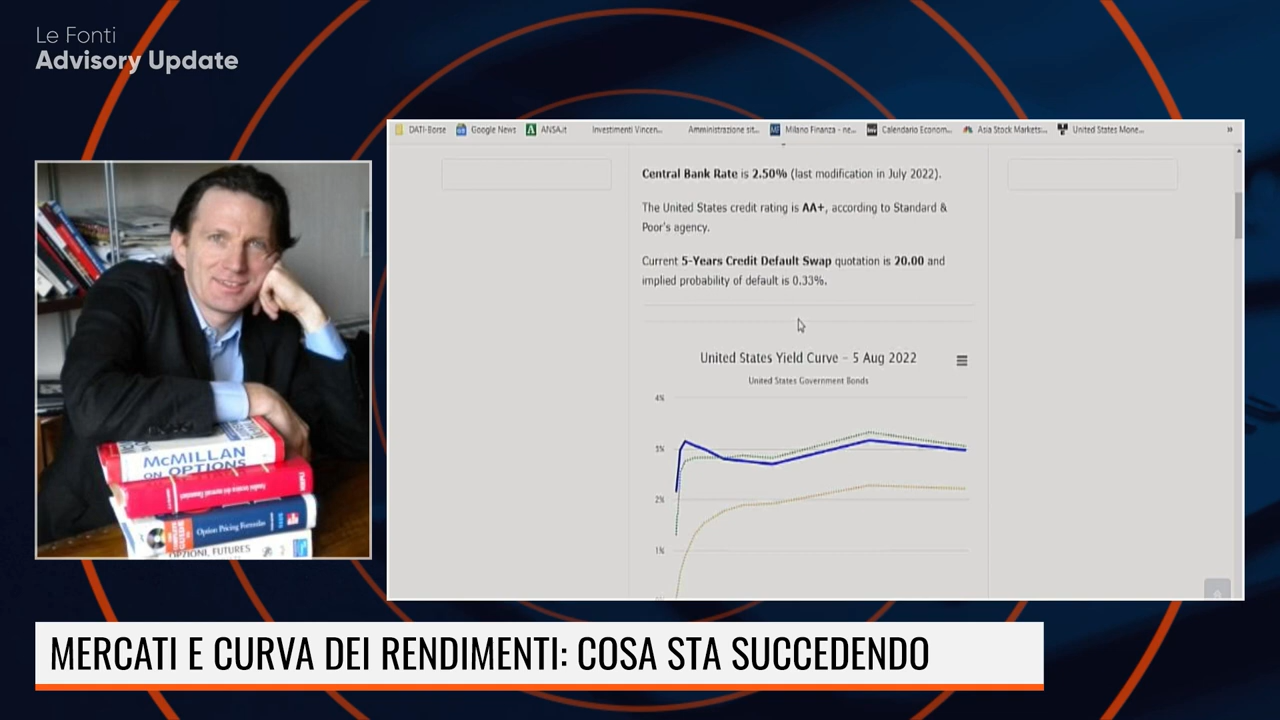 Le Fonti
Advisory Update
DATI-Borse Google News ANSA.it Investimenti Vincen... Amministrazione sit... Milano Finanza - ne... Calendario Econom... Asia Stock Markets:... United States Mone... »
Central Bank Rate is 2.50% (last modification in July 2022).
The United States credit rating is AA+, according to Standard &
Poor's agency.
Current 5-Years Credit Default Swap quotation is 20.00 and
implied probability of default is 0.33%.
United States Yield Curve - 5 Aug 2022
United States Government Bonds
4%
3%
2%
1%
McMILLAN
ON OPTIONS
Option Pricing Formulas
OPZIONI, FUTURES
MERCATI E CURVA DEI RENDIMENTI: COSA STA SUCCEDENDO